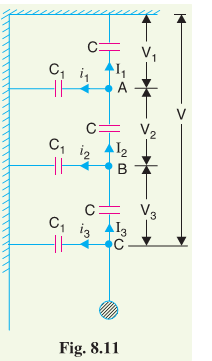 C
V₁
C₁ i₁ I₁
A
V
C
V₂
C₁ i₂ I₂
B
C
V₃
C₁ i₃ I₃
C
Fig. 8.11